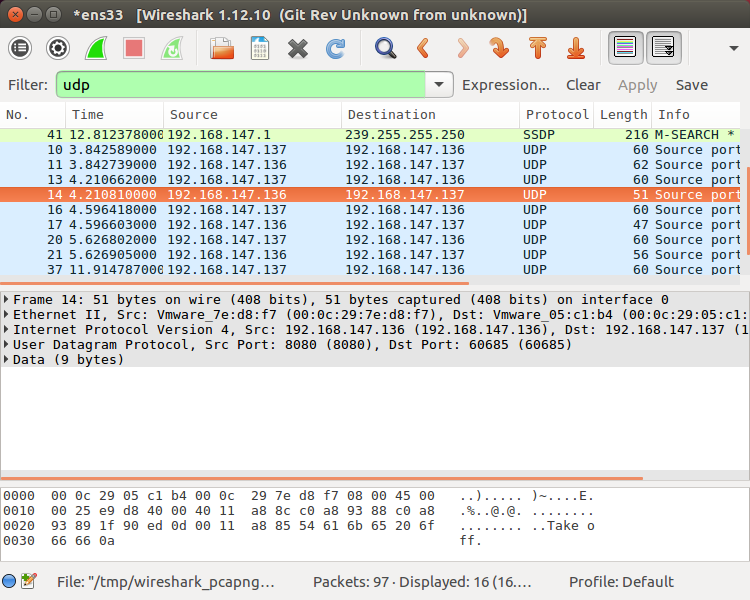 *ens33 [Wireshark 1.12.10 (Git Rev Unknown from unknown)]
Filter: udp Expression... Clear Apply Save
No. Time Source Destination Protocol Length Info
41 12.812378000 192.168.147.1 239.255.255.250 SSDP 216 M-SEARCH *
10 3.842589000 192.168.147.137 192.168.147.136 UDP 60 Source port
11 3.842739000 192.168.147.136 192.168.147.137 UDP 62 Source port
13 4.210662000 192.168.147.137 192.168.147.136 UDP 60 Source port
14 4.210810000 192.168.147.136 192.168.147.137 UDP 51 Source port
16 4.596418000 192.168.147.137 192.168.147.136 UDP 60 Source port
17 4.596603000 192.168.147.136 192.168.147.137 UDP 47 Source port
20 5.626802000 192.168.147.137 192.168.147.136 UDP 60 Source port
21 5.626905000 192.168.147.136 192.168.147.137 UDP 56 Source port
37 11.914787000 192.168.147.137 192.168.147.136 UDP 60 Source port
Frame 14: 51 bytes on wire (408 bits), 51 bytes captured (408 bits) on interface 0
Ethernet II, Src: Vmware_7e:d8:f7 (00:0c:29:7e:d8:f7), Dst: Vmware_05:c1:b4 (00:0c:29:05:c1:
Internet Protocol Version 4, Src: 192.168.147.136 (192.168.147.136), Dst: 192.168.147.137 (1
User Datagram Protocol, Src Port: 8080 (8080), Dst Port: 60685 (60685)
Data (9 bytes)
0000 00 0c 29 05 c1 b4 00 0c 29 7e d8 f7 08 00 45 00 ..)..... )~....E.
0010 00 25 e9 d8 40 00 40 11 a8 8c c0 a8 93 88 c0 a8 .%..@.@. ........
0020 93 89 1f 90 ed 0d 00 11 a8 85 54 61 6b 65 20 6f ........ ..Take o
0030 66 66 0a ff.
File: "/tmp/wireshark_pcapng... Packets: 97 · Displayed: 16 (16.... Profile: Default